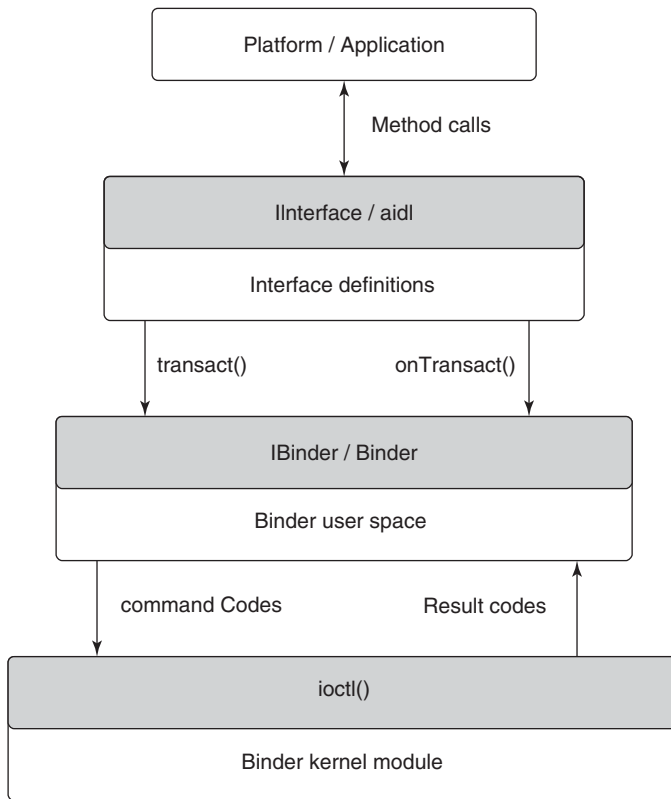 Platform / Application
Method calls
IInterface / aidl
Interface definitions
transact()
onTransact()
IBinder / Binder
Binder user space
command Codes
Result codes
ioctl()
Binder kernel module